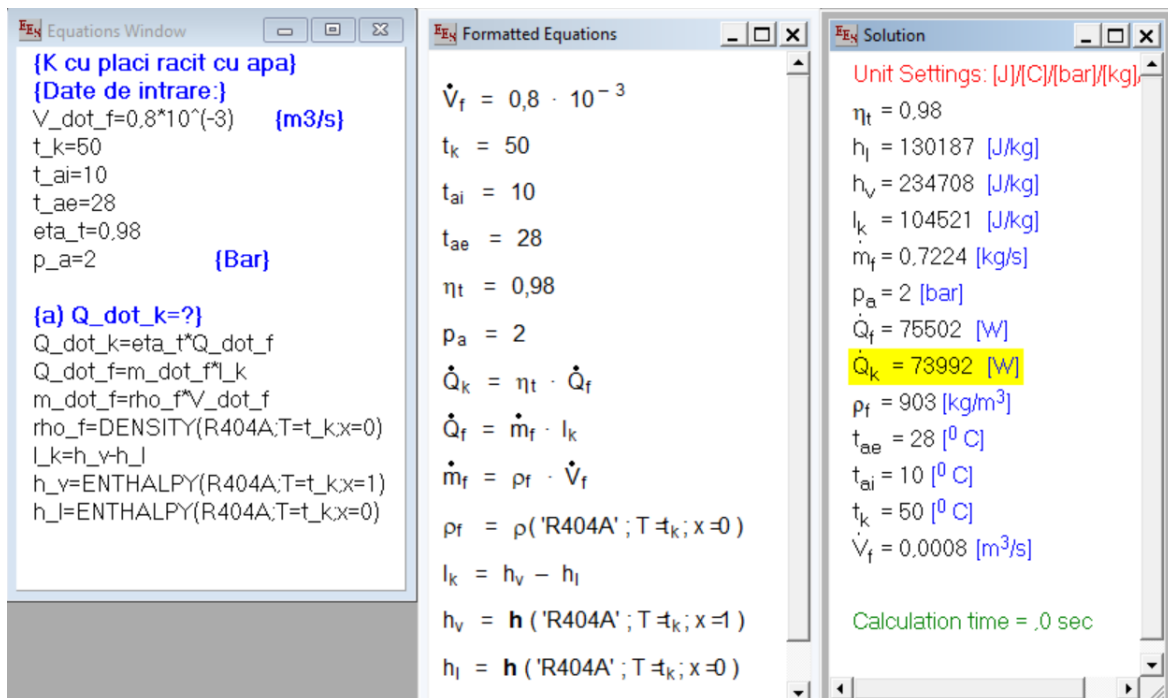 EES Equations Window
{K cu placi racit cu apa}
{Date de intrare:}
V_dot_f=0,8*10^(-3) {m3/s}
t_k=50
t_ai=10
t_ae=28
eta_t=0,98
p_a=2 {Bar}
{a) Q_dot_k=?}
Q_dot_k=eta_t*Q_dot_f
Q_dot_f=m_dot_f*l_k
m_dot_f=rho_f*V_dot_f
rho_f=DENSITY(R404A;T=t_k;x=0)
l_k=h_v-h_l
h_v=ENTHALPY(R404A;T=t_k;x=1)
h_l=ENTHALPY(R404A;T=t_k;x=0)
EES Formatted Equations
V̇f = 0,8 · 10⁻³
tk = 50
tai = 10
tae = 28
ηt = 0,98
pa = 2
Q̇k = ηt · Q̇f
Q̇f = ṁf · lk
ṁf = ρf · V̇f
ρf = ρ('R404A'; T=tk; x=0)
lk = hv – hl
hv = h('R404A'; T=tk; x=1)
hl = h('R404A'; T=tk; x=0)
EES Solution
Unit Settings: [J]/[C]/[bar]/[kg]/
ηt = 0,98
hl = 130187 [J/kg]
hv = 234708 [J/kg]
lk = 104521 [J/kg]
ṁf = 0,7224 [kg/s]
pa = 2 [bar]
Q̇f = 75502 [W]
Q̇k = 73992 [W]
ρf = 903 [kg/m³]
tae = 28 [⁰ C]
tai = 10 [⁰ C]
tk = 50 [⁰ C]
V̇f = 0,0008 [m³/s]
Calculation time = ,0 sec